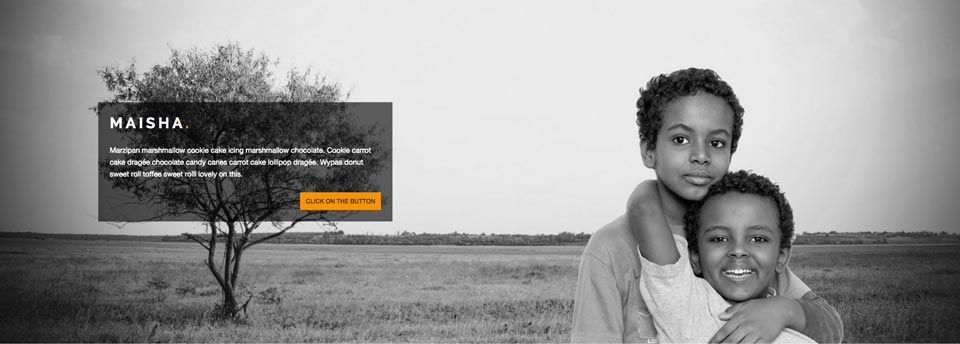 MAISHA.
Marzipan marshmallow cookie cake icing marshmallow chocolate. Cookie carrot
cake dragée chocolate candy canes carrot cake lollipop dragée. Wypas donut
sweet roll toffee sweet rolll lovely on this.
CLICK ON THE BUTTON